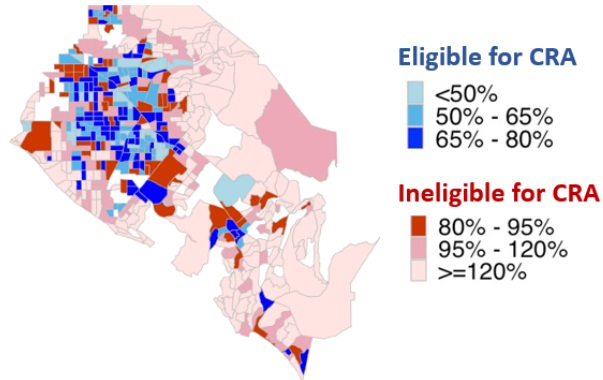 Eligible for CRA
<50%
50% - 65%
65% - 80%
Ineligible for CRA
80% - 95%
95% - 120%
>=120%